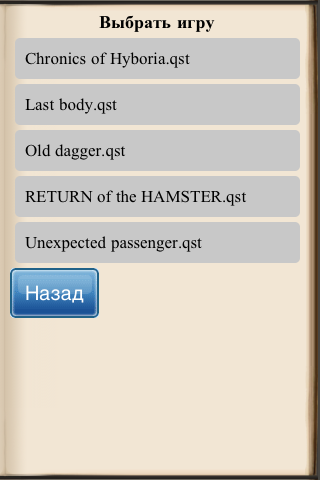 Выбрать игру
Chronics of Hyboria.qst
Last body.qst
Old dagger.qst
RETURN of the HAMSTER.qst
Unexpected passenger.qst
Назад